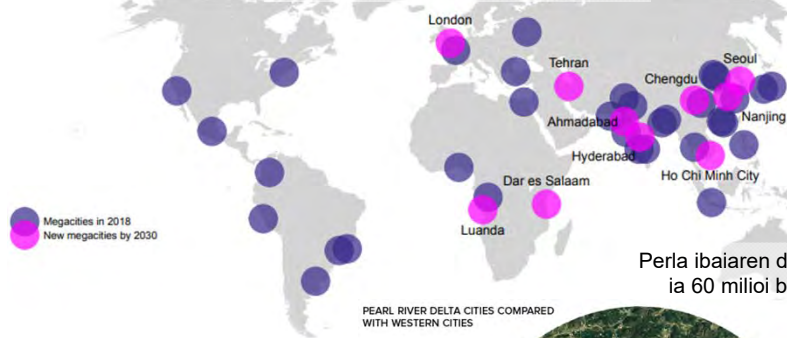 London
Tehran
Seoul
Chengdu
Nanjing
Ahmadabad
Hyderabad
Ho Chi Minh City
Dar es Salaam
Luanda
Megacities in 2018
New megacities by 2030
Perla ibaiaren d
ia 60 milioi b
PEARL RIVER DELTA CITIES COMPARED
WITH WESTERN CITIES